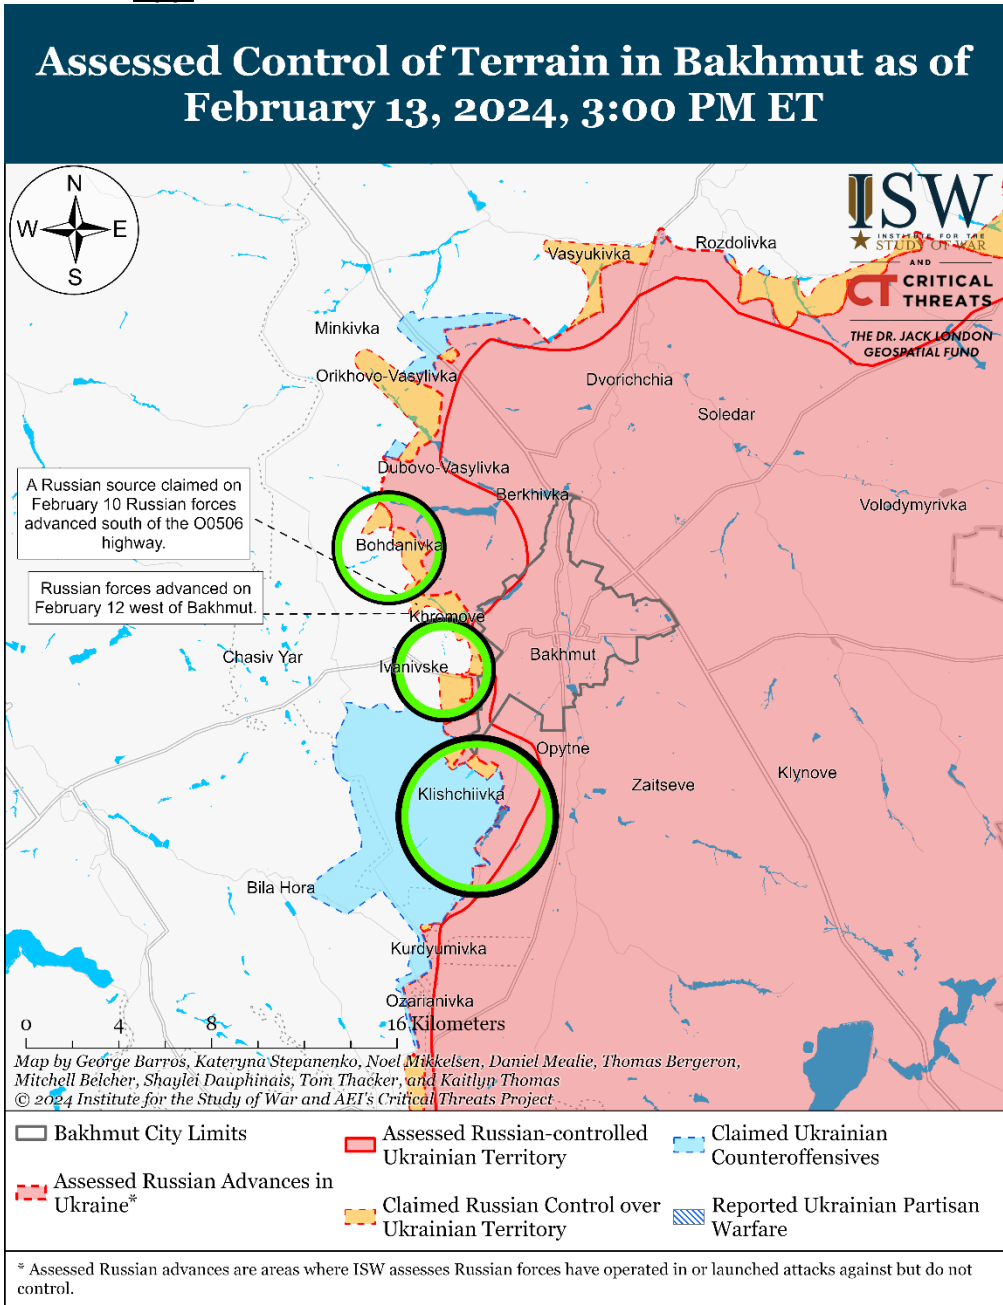 Assessed Control of Terrain in Bakhmut as of
February 13, 2024, 3:00 PM ET
N
W
E
S
ISW
INSTITUTE FOR THE
STUDY OF WAR
AND
CT CRITICAL
THREATS
THE DR. JACK LONDON
GEOSPATIAL FUND
Vasyukivka
Rozdolivka
Minkivka
Orikhovo-Vasylivka
Dvorichchia
Soledar
Dubovo-Vasylivka
Berkhivka
Volodymyrivka
A Russian source claimed on
February 10 Russian forces
advanced south of the O0506
highway.
Bohdanivka
Russian forces advanced on
February 12 west of Bakhmut.
Khromove
Chasiv Yar
Ivanivske
Bakhmut
Opytne
Klishchiivka
Zaitseve
Klynove
Bila Hora
Kurdyumivka
Ozarianivka
0 4 8 16 Kilometers
Map by George Barros, Kateryna Stepanenko, Noel Mikkelsen, Daniel Mealie, Thomas Bergeron,
Mitchell Belcher, Shaylei Dauphinais, Tom Thacker, and Kaitlyn Thomas
© 2024 Institute for the Study of War and AEI's Critical Threats Project
Bakhmut City Limits
Assessed Russian Advances in
Ukraine*
Assessed Russian-controlled
Ukrainian Territory
Claimed Russian Control over
Ukrainian Territory
Claimed Ukrainian
Counteroffensives
Reported Ukrainian Partisan
Warfare
* Assessed Russian advances are areas where ISW assesses Russian forces have operated in or launched attacks against but do not
control.